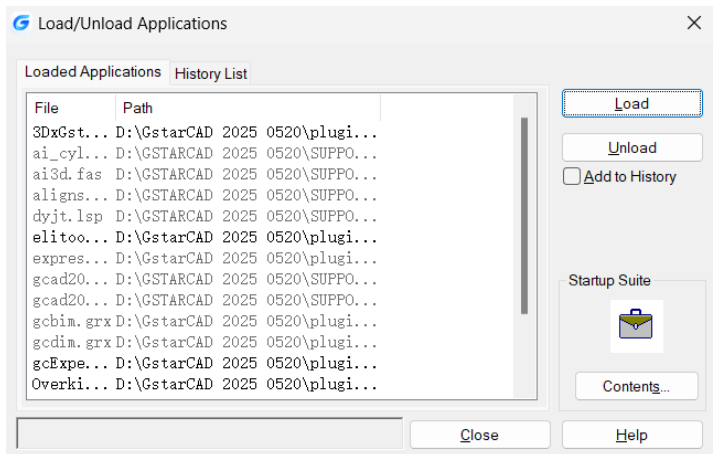 Load/Unload Applications
Loaded Applications History List
File Path
3DxGst... D:\GstarCAD 2025 0520\plugi...
ai_cyl... D:\GSTARCAD 2025 0520\SUPPO...
ai3d.fas D:\GSTARCAD 2025 0520\SUPPO...
aligns... D:\GSTARCAD 2025 0520\SUPPO...
dyjt.lsp D:\GSTARCAD 2025 0520\SUPPO...
elitoo... D:\GstarCAD 2025 0520\plugi...
expres... D:\GstarCAD 2025 0520\plugi...
gcad20... D:\GSTARCAD 2025 0520\SUPPO...
gcad20... D:\GSTARCAD 2025 0520\SUPPO...
gcbim.grx D:\GstarCAD 2025 0520\plugi...
gcdim.grx D:\GstarCAD 2025 0520\plugi...
gcExpe... D:\GstarCAD 2025 0520\plugi...
Overki... D:\GstarCAD 2025 0520\plugi...
Load
Unload
Add to History
Startup Suite
Contents...
Close
Help